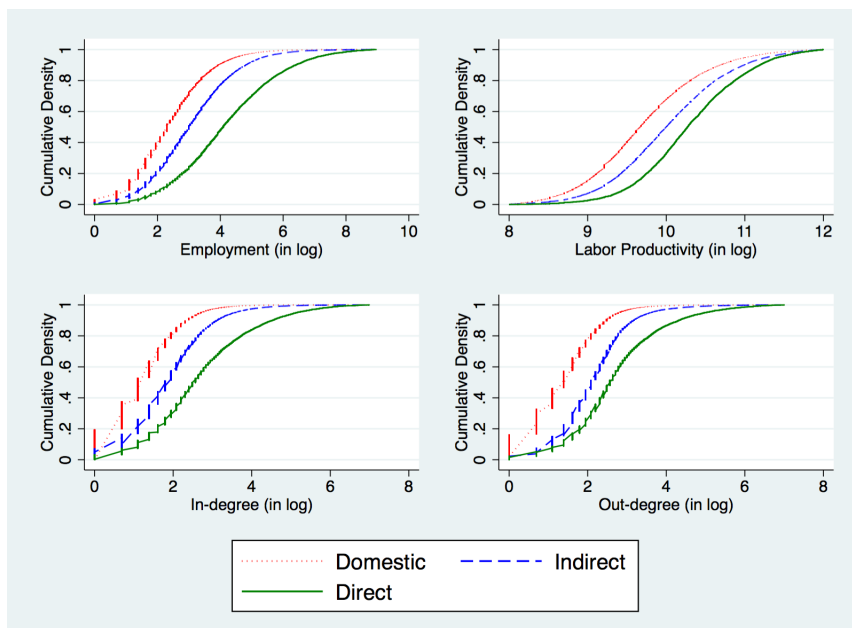 Cumulative Density
0 .2 .4 .6 .8 1
0 2 4 6 8 10
Employment (in log)
Cumulative Density
0 .2 .4 .6 .8 1
8 9 10 11 12
Labor Productivity (in log)
Cumulative Density
0 .2 .4 .6 .8 1
0 2 4 6 8
In-degree (in log)
Cumulative Density
0 .2 .4 .6 .8 1
0 2 4 6 8
Out-degree (in log)
Domestic Indirect
Direct